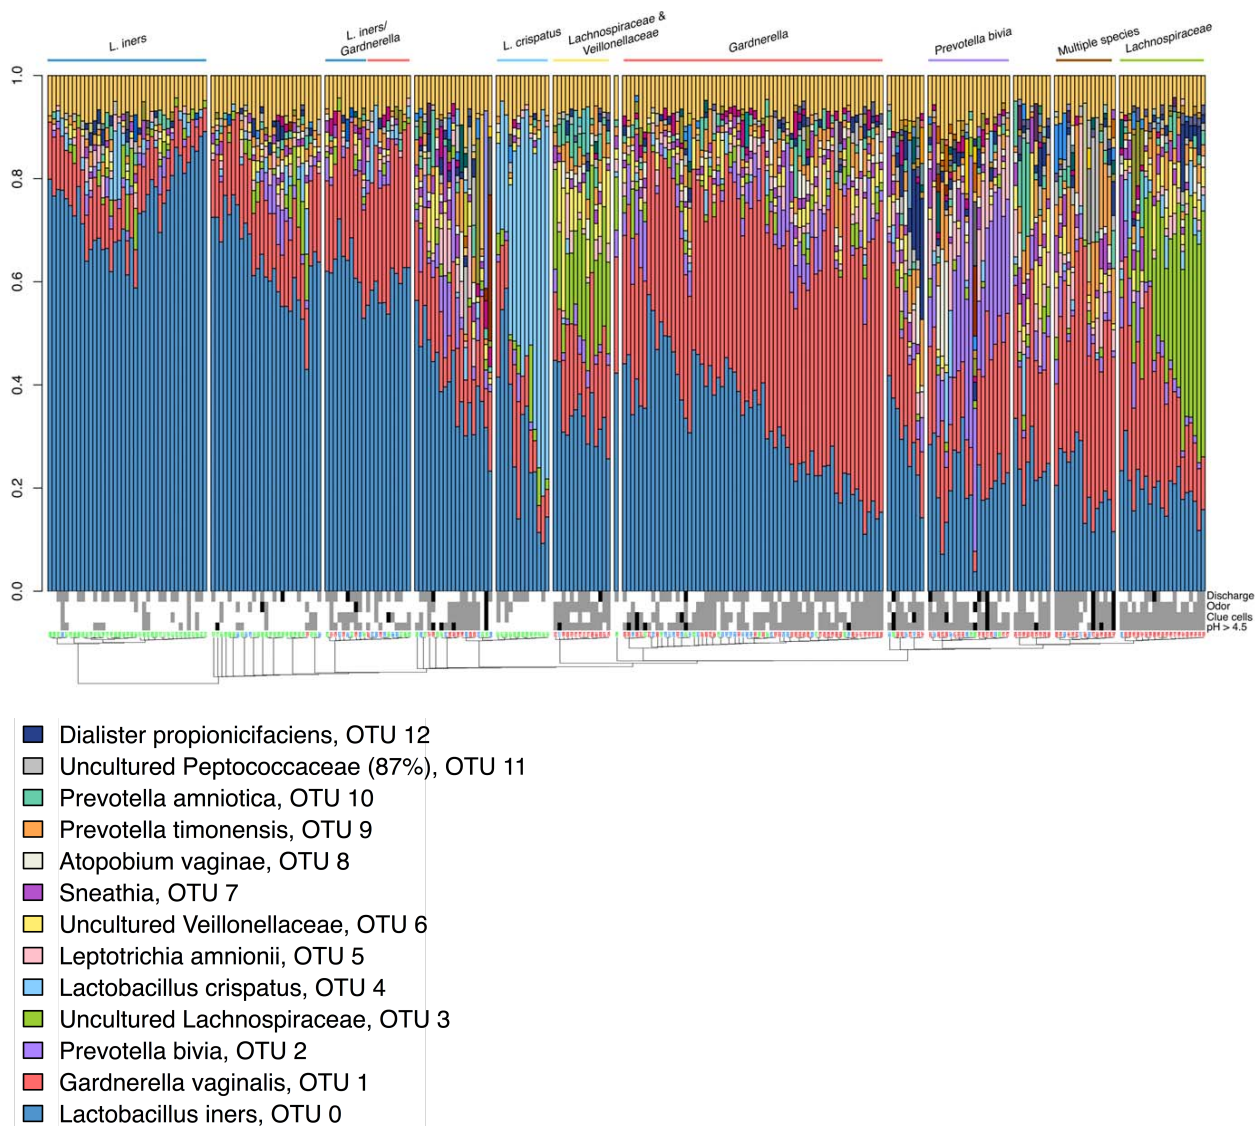 L. iners
L. iners/
Gardnerella
L. crispatus
Lachnospiraceae &
Veillonellaceae
Gardnerella
Prevotella bivia
Multiple species
Lachnospiraceae
1.0
0.8
0.6
0.4
0.2
0.0
Discharge
Odor
Clue cells
pH > 4.5
Dialister propionicifaciens, OTU 12
Uncultured Peptococcaceae (87%), OTU 11
Prevotella amniotica, OTU 10
Prevotella timonensis, OTU 9
Atopobium vaginae, OTU 8
Sneathia, OTU 7
Uncultured Veillonellaceae, OTU 6
Leptotrichia amnionii, OTU 5
Lactobacillus crispatus, OTU 4
Uncultured Lachnospiraceae, OTU 3
Prevotella bivia, OTU 2
Gardnerella vaginalis, OTU 1
Lactobacillus iners, OTU 0